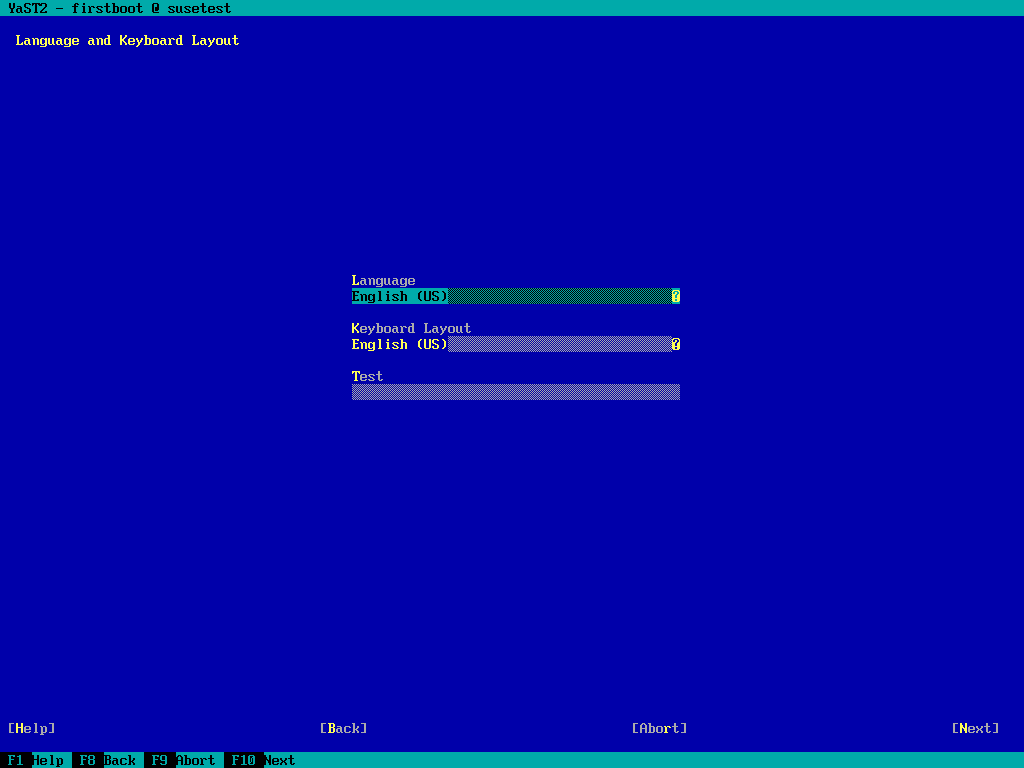 YaST2 - firstboot @ susetest
Language and Keyboard Layout
Language
English (US) ?
Keyboard Layout
English (US) ?
Test
[Help] [Back] [Abort] [Next]
F1 Help F8 Back F9 Abort F10 Next